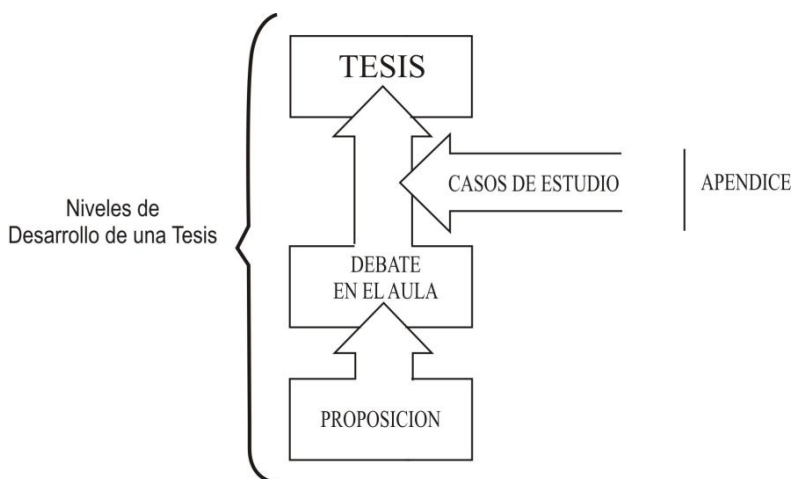 TESIS
CASOS DE ESTUDIO
APENDICE
Niveles de
Desarrollo de una Tesis
DEBATE
EN EL AULA
PROPOSICION